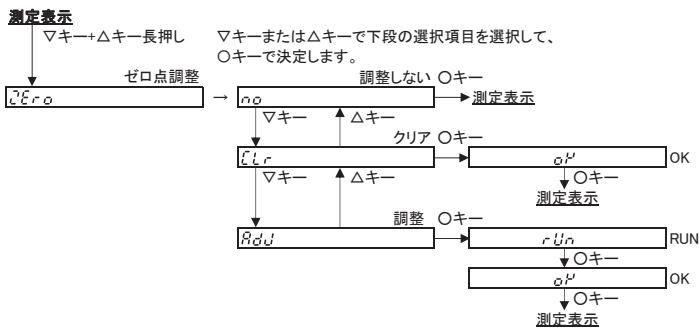 測定表示
▽キー+△キー長押し ▽キーまたは△キーで下段の選択項目を選択して、
○キーで決定します。
ゼロ点調整 調整しない ○キー
ZEro → no 測定表示
▽キー △キー
クリア ○キー
CLr oK OK
▽キー △キー ○キー
測定表示
調整 ○キー
AdJ rUn RUN
○キー
oK OK
○キー
測定表示